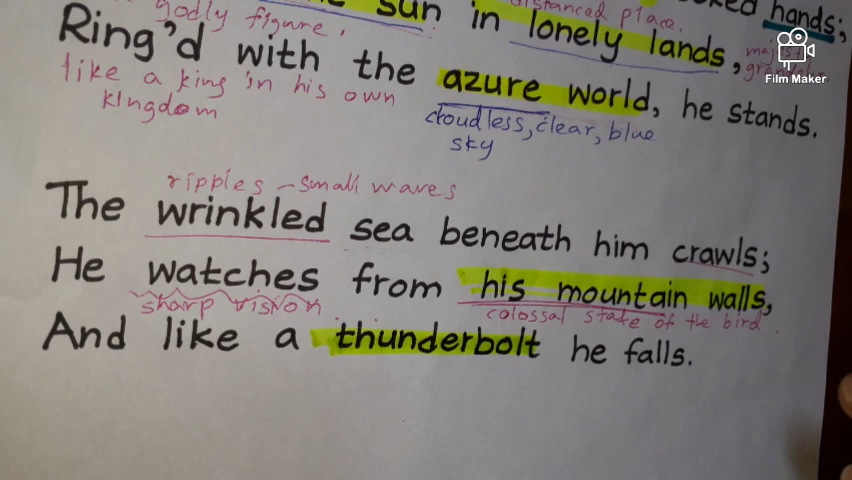 hands;
godly figure,
sun in lonely lands,
distanced place.
Ring'd with the azure world, he stands.
like a king in his own
kingdom
cloudless, clear, blue
sky
Film Maker
ripples - small waves
The wrinkled sea beneath him crawls;
He watches from his mountain walls,
sharp vision
colossal state of the bird.
And like a thunderbolt he falls.